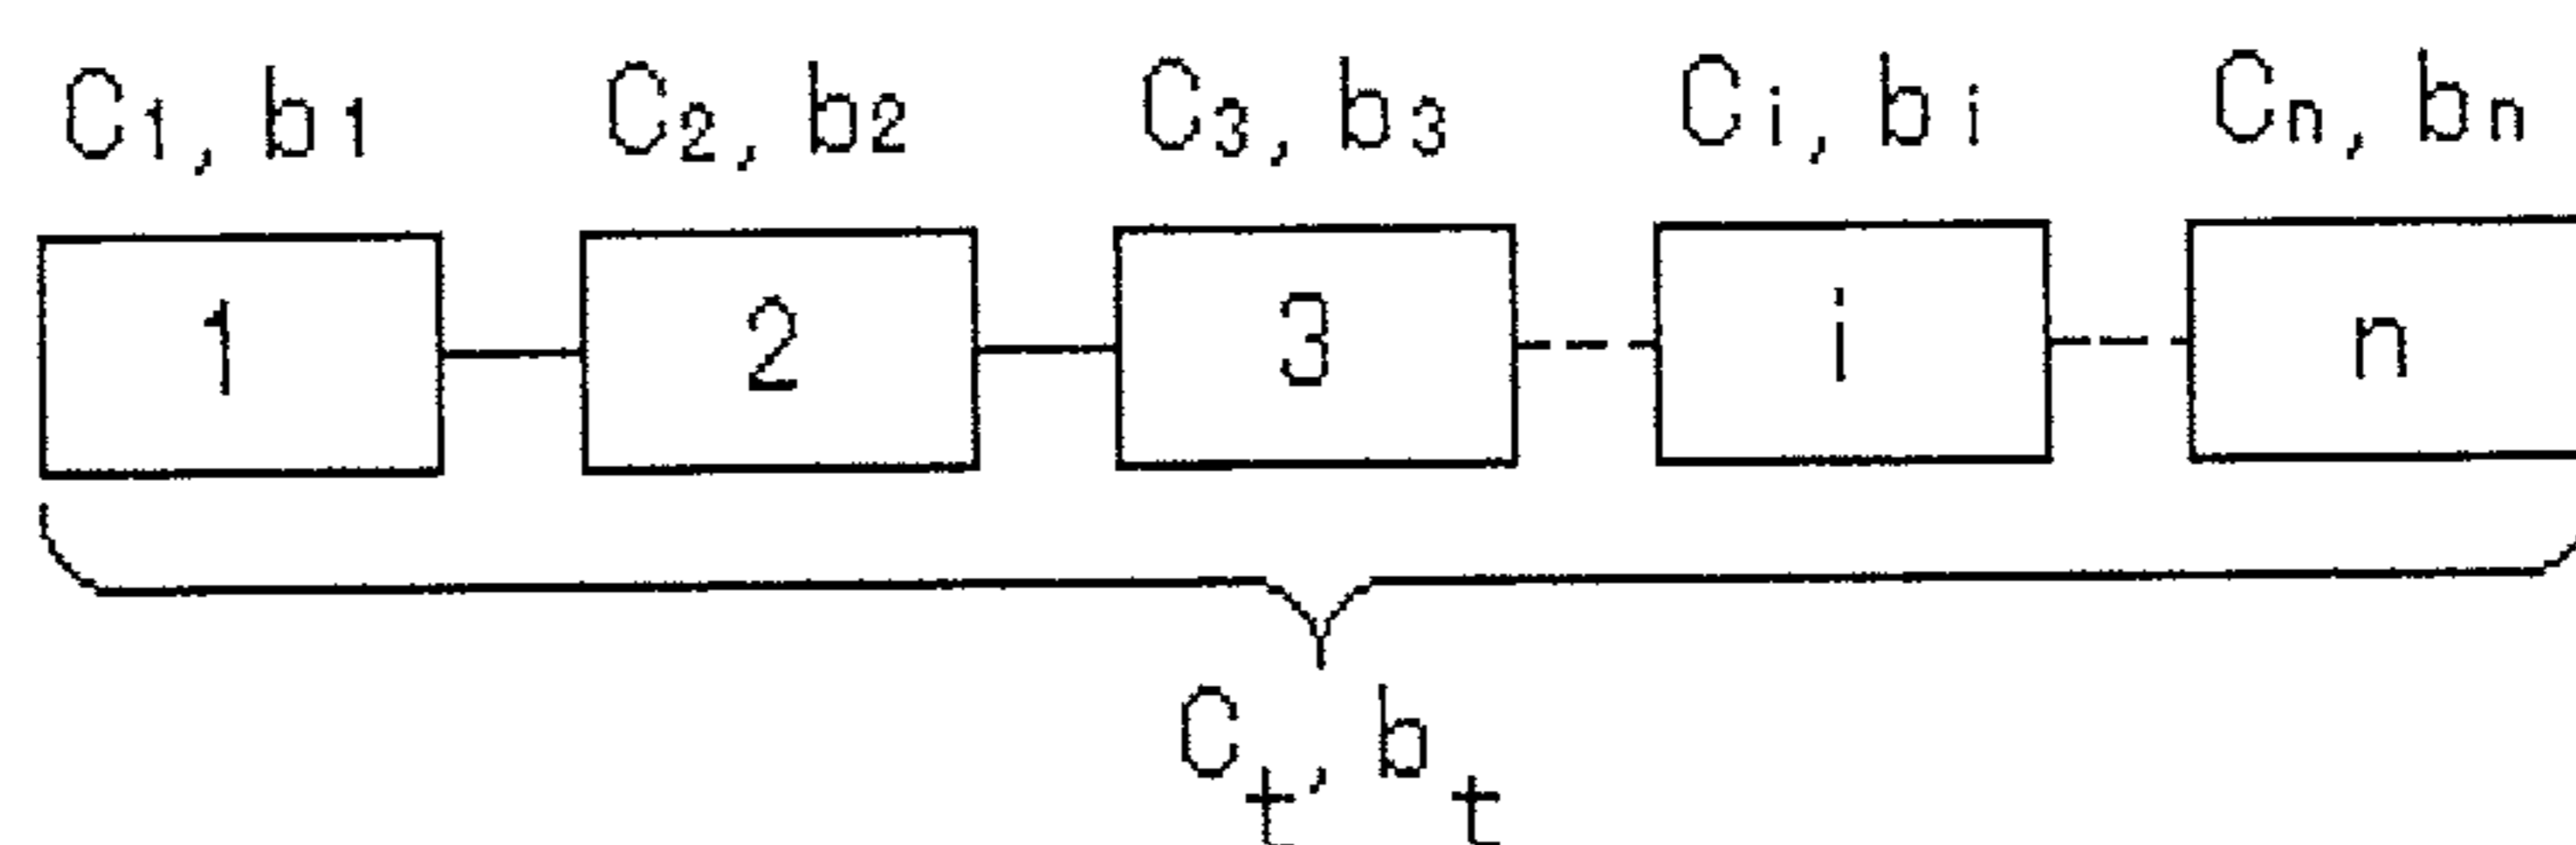 C1, b1 C2, b2 C3, b3 Ci, bi Cn, bn
1 2 3 i n
Ct, bt